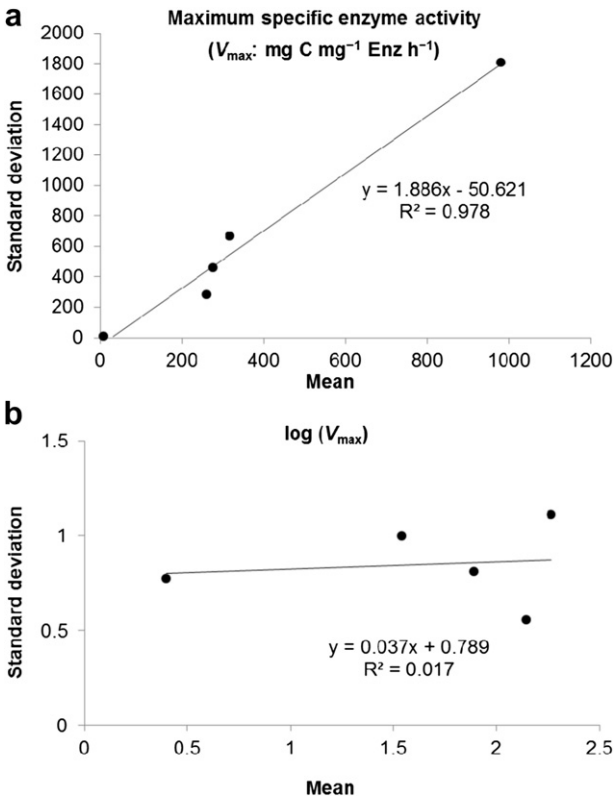 a
Maximum specific enzyme activity
(Vmax: mg C mg⁻¹ Enz h⁻¹)
2000
1800
1600
1400
1200
1000
800
600
400
200
0
Standard deviation
y = 1.886x - 50.621
R² = 0.978
0 200 400 600 800 1000 1200
Mean
b
log (Vmax)
1.5
1
0.5
0
Standard deviation
y = 0.037x + 0.789
R² = 0.017
0 0.5 1 1.5 2 2.5
Mean